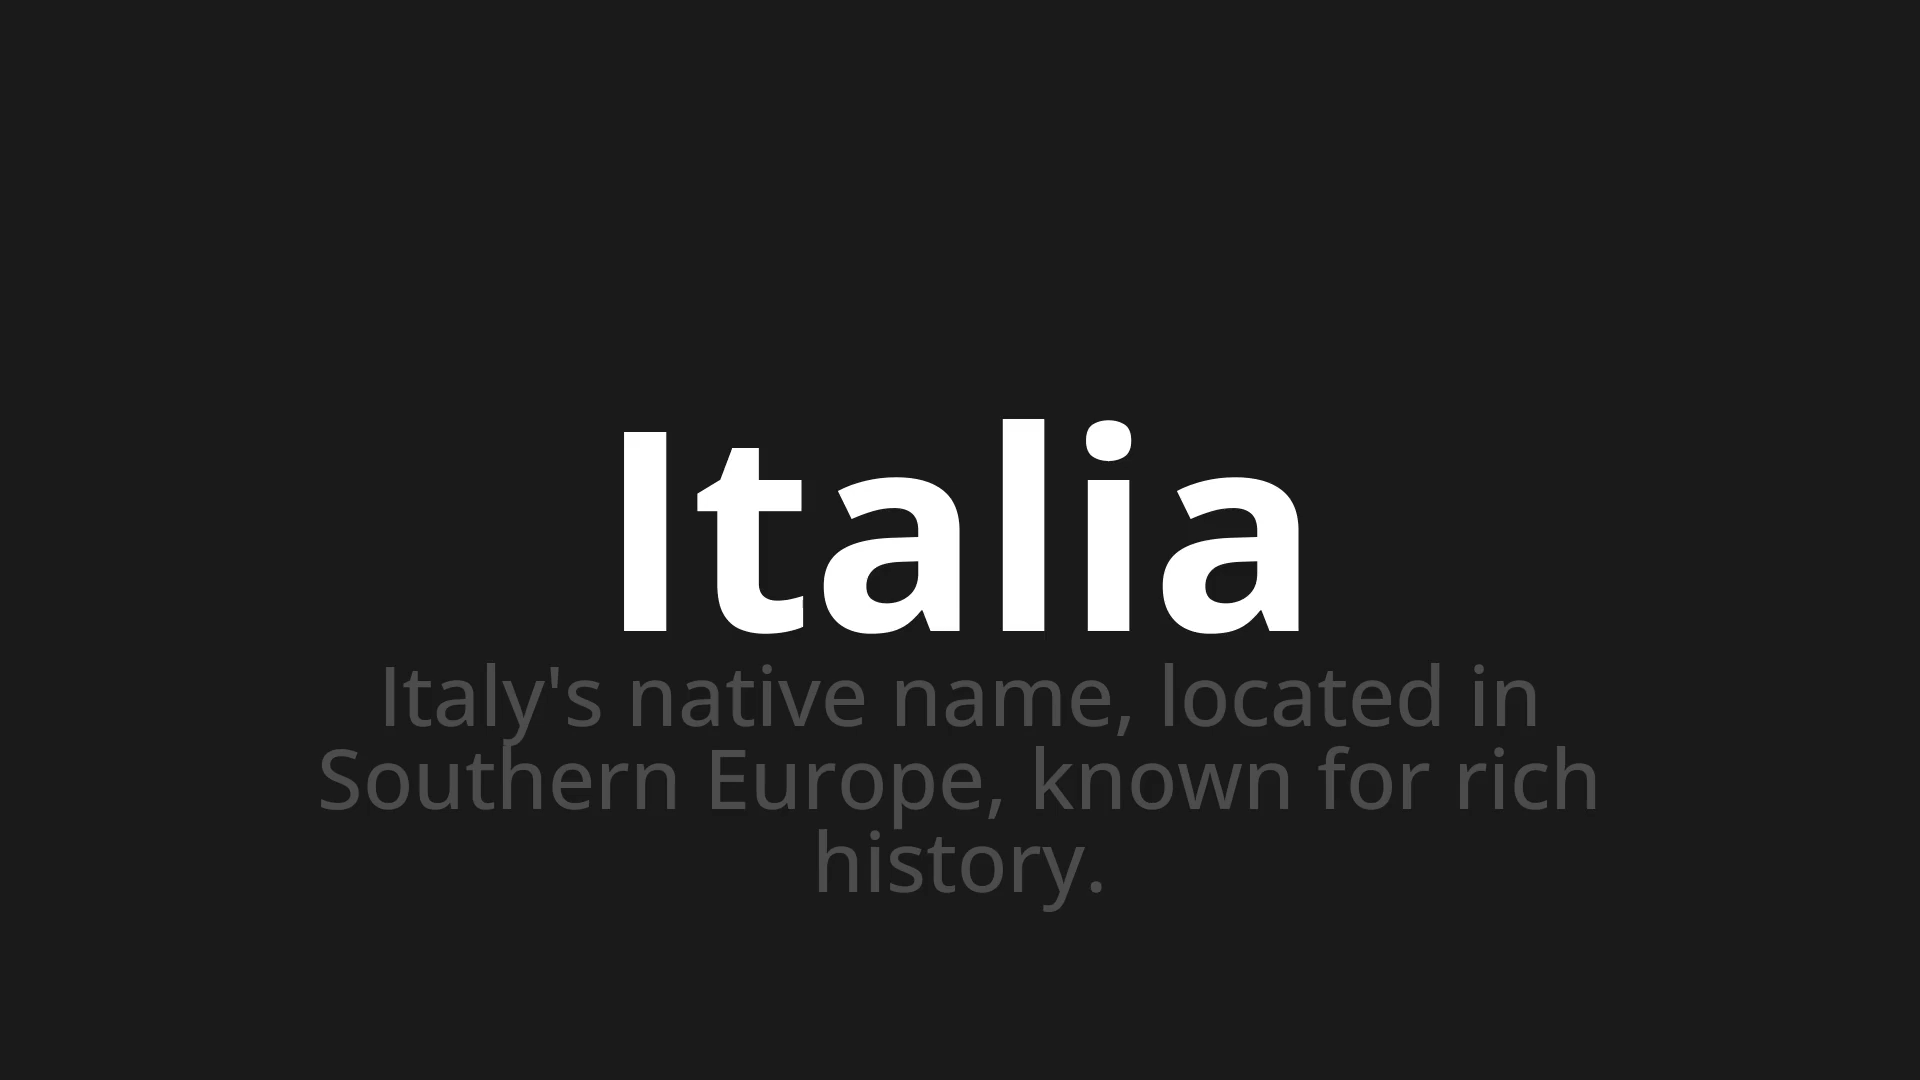 Italia
Italy's native name, located in
Southern Europe, known for rich
history.